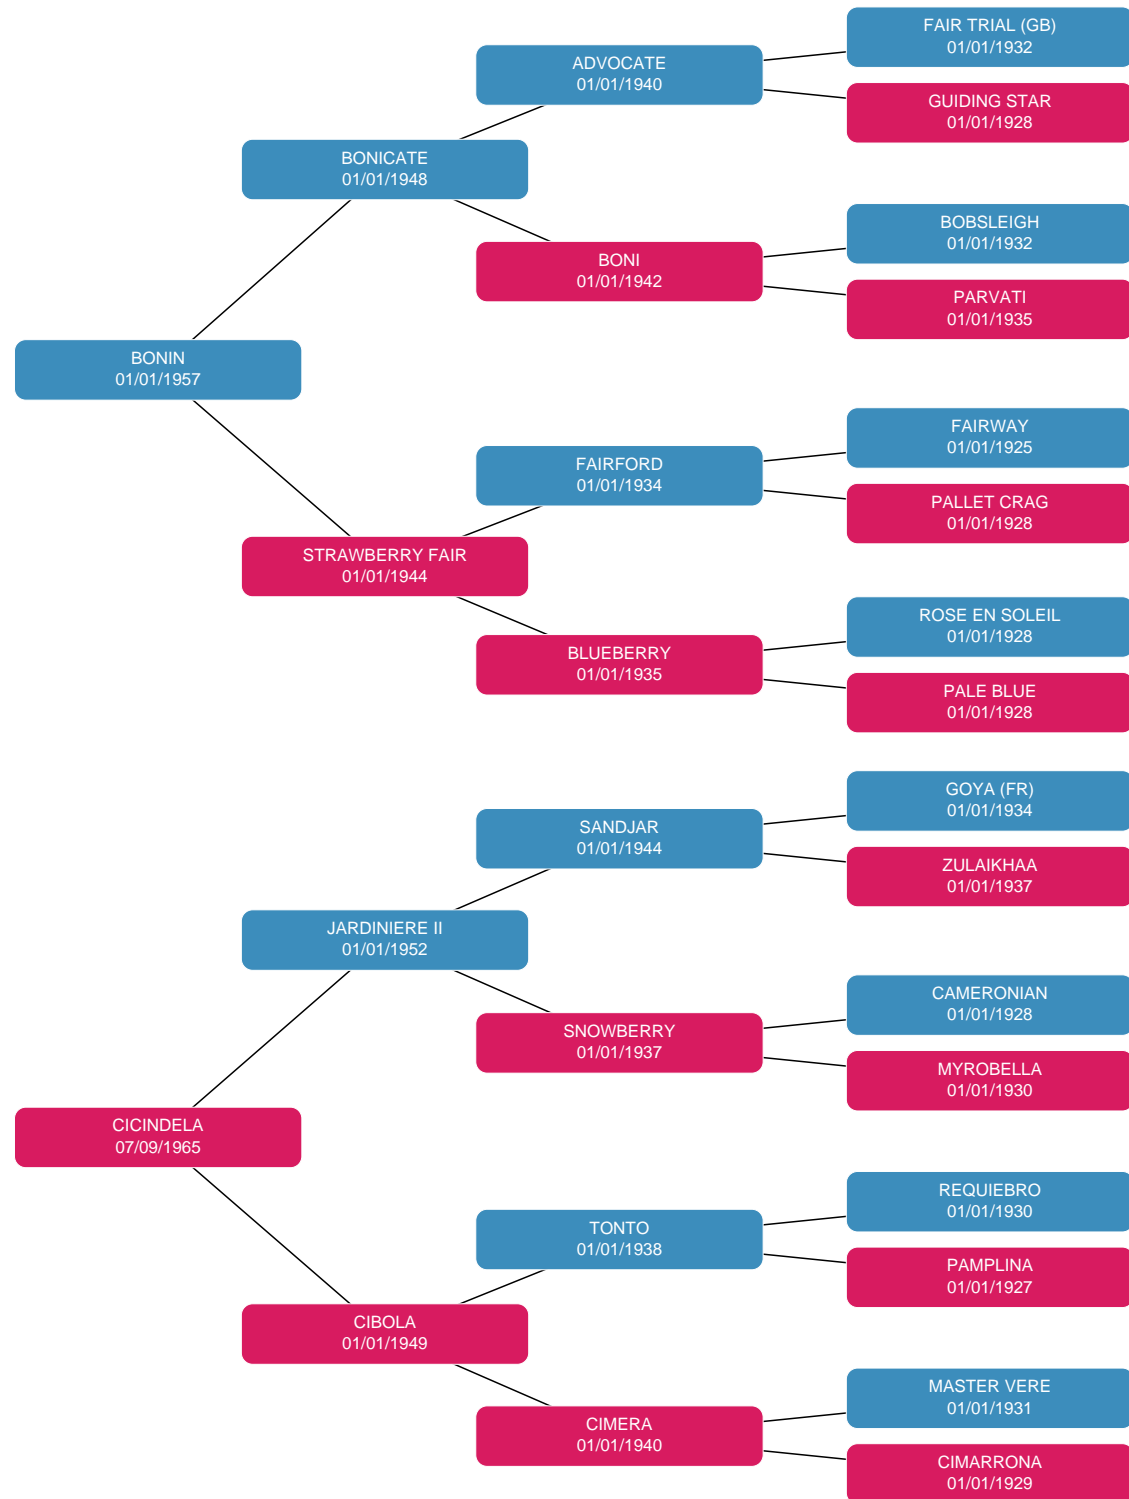 FAIR TRIAL (GB)
01/01/1932
ADVOCATE
01/01/1940
GUIDING STAR
01/01/1928
BONICATE
01/01/1948
BOBSLEIGH
01/01/1932
BONI
01/01/1942
PARVATI
01/01/1935
BONIN
01/01/1957
FAIRWAY
01/01/1925
FAIRFORD
01/01/1934
PALLET CRAG
01/01/1928
STRAWBERRY FAIR
01/01/1944
ROSE EN SOLEIL
01/01/1928
BLUEBERRY
01/01/1935
PALE BLUE
01/01/1928
GOYA (FR)
01/01/1934
SANDJAR
01/01/1944
ZULAIKHAA
01/01/1937
JARDINIERE II
01/01/1952
CAMERONIAN
01/01/1928
SNOWBERRY
01/01/1937
MYROBELLA
01/01/1930
CICINDELA
07/09/1965
REQUIEBRO
01/01/1930
TONTO
01/01/1938
PAMPLINA
01/01/1927
CIBOLA
01/01/1949
MASTER VERE
01/01/1931
CIMERA
01/01/1940
CIMARRONA
01/01/1929